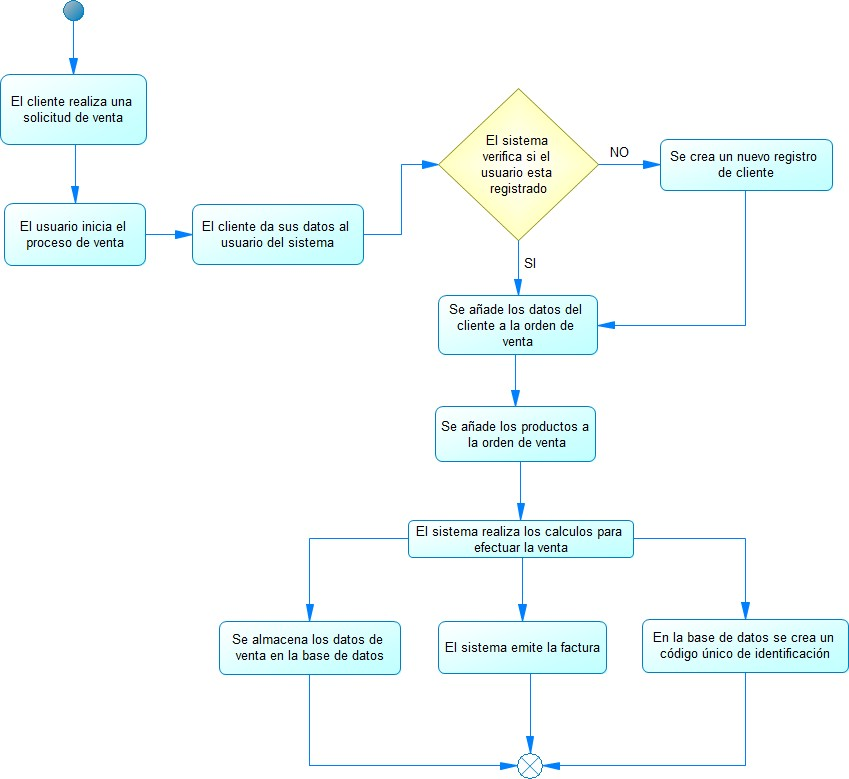 El cliente realiza una
solicitud de venta
El usuario inicia el
proceso de venta
El cliente da sus datos al
usuario del sistema
El sistema
verifica si el
usuario esta
registrado
NO
Se crea un nuevo registro
de cliente
SI
Se añade los datos del
cliente a la orden de
venta
Se añade los productos a
la orden de venta
El sistema realiza los calculos para
efectuar la venta
Se almacena los datos de
venta en la base de datos
El sistema emite la factura
En la base de datos se crea un
código único de identificación